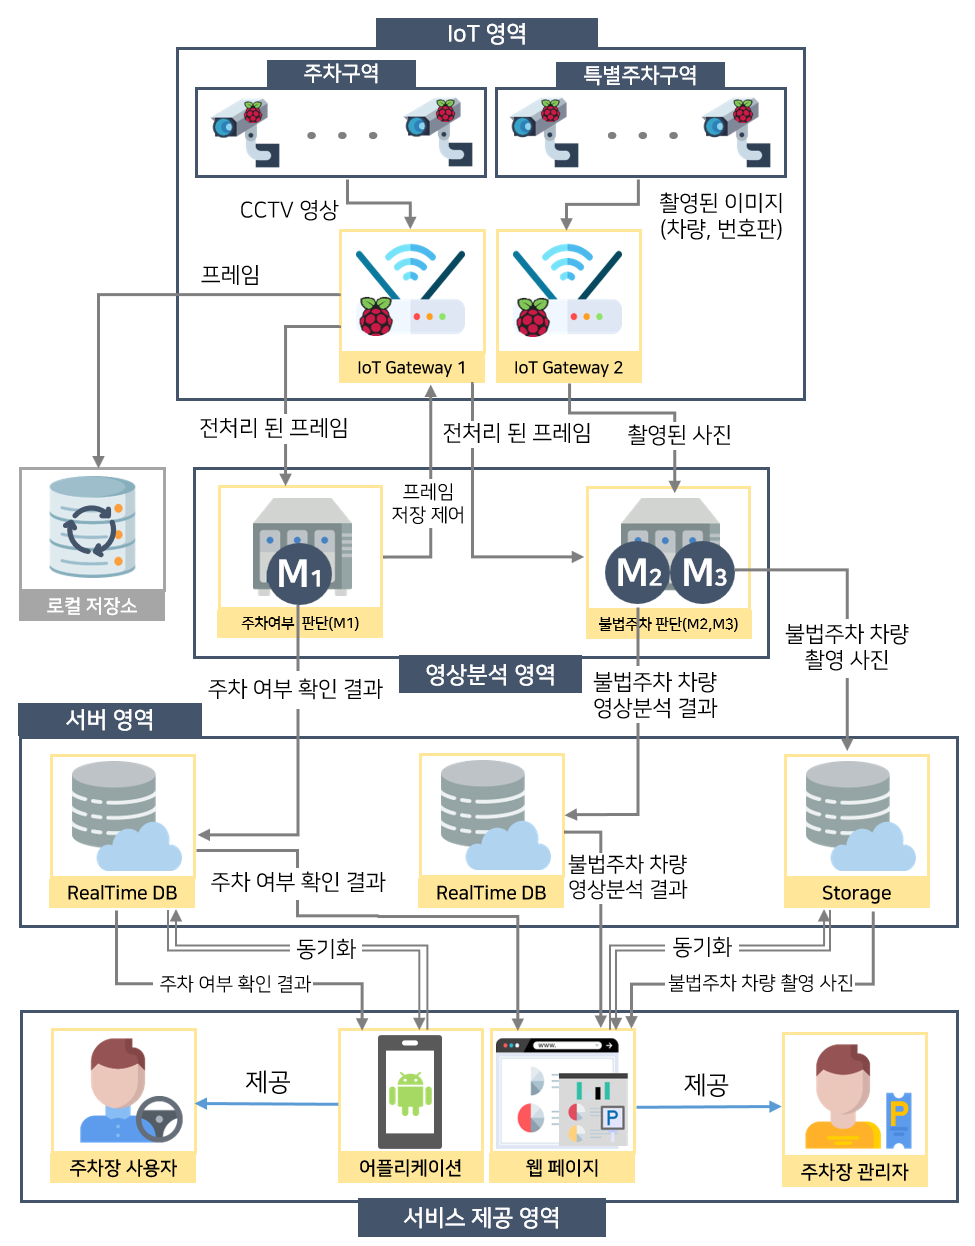 IoT 영역
주차구역
특별주차구역
CCTV 영상
촬영된 이미지
(차량, 번호판)
프레임
IoT Gateway 1
IoT Gateway 2
전처리 된 프레임
전처리 된 프레임
촬영된 사진
프레임
저장 제어
로컬 저장소
M1
M2
M3
주차여부 판단(M1)
불법주차 판단(M2,M3)
불법주차 차량
촬영 사진
영상분석 영역
주차 여부 확인 결과
불법주차 차량
영상분석 결과
서버 영역
RealTime DB
주차 여부 확인 결과
RealTime DB
불법주차 차량
영상분석 결과
Storage
동기화
동기화
주차 여부 확인 결과
불법주차 차량 촬영 사진
www.
P
P
제공
제공
주차장 사용자
어플리케이션
웹 페이지
주차장 관리자
서비스 제공 영역